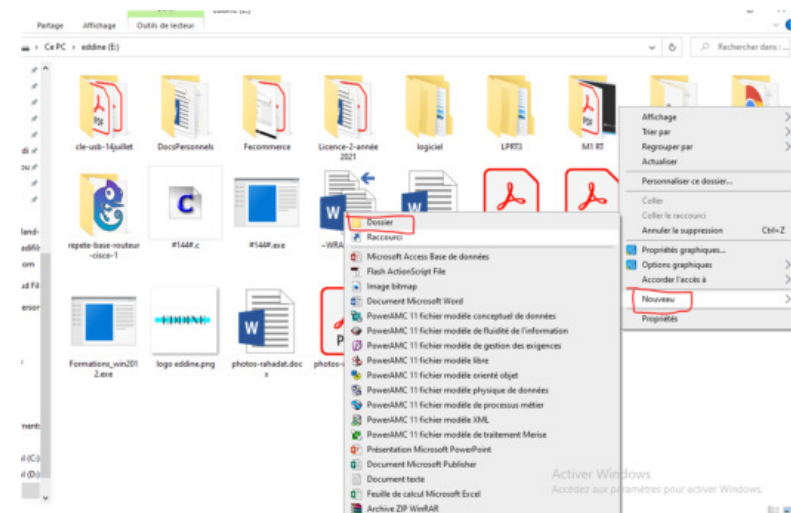 Partage Affichage Outils de lecteur
Ce PC > eddine (E:)
Rechercher dans : ...
cle-usb-14juillet
DocsPersonnels
Fecommerce
Licence-2-année
2021
logiciel
LPRT3
M1 RT
repete-base-routeur
-cisco-1
#144#.c
#144#.exe
~WRA
Formations_win201
2.exe
logo eddine.png
photos-rahadat.doc
x
photos-
EDDINE
Affichage
Trier par
Regrouper par
Actualiser
Personnaliser ce dossier...
Coller
Coller le raccourci
Annuler la suppression Ctrl+Z
Propriétés graphiques...
Options graphiques
Accorder l'accès à
Nouveau
Propriétés
Dossier
Raccourci
Microsoft Access Base de données
Flash ActionScript File
Image bitmap
Document Microsoft Word
PowerAMC 11 fichier modèle conceptuel de données
PowerAMC 11 fichier modèle de fluidité de l'information
PowerAMC 11 fichier modèle de gestion des exigences
PowerAMC 11 fichier modèle libre
PowerAMC 11 fichier modèle orienté objet
PowerAMC 11 fichier modèle physique de données
PowerAMC 11 fichier modèle de processus métier
PowerAMC 11 fichier modèle XML
PowerAMC 11 fichier modèle de traitement Merise
Présentation Microsoft PowerPoint
Document Microsoft Publisher
Document texte
Feuille de calcul Microsoft Excel
Archive ZIP WinRAR
Activer Windows
Accédez aux paramètres pour activer Windows.
(C:)
(D:)